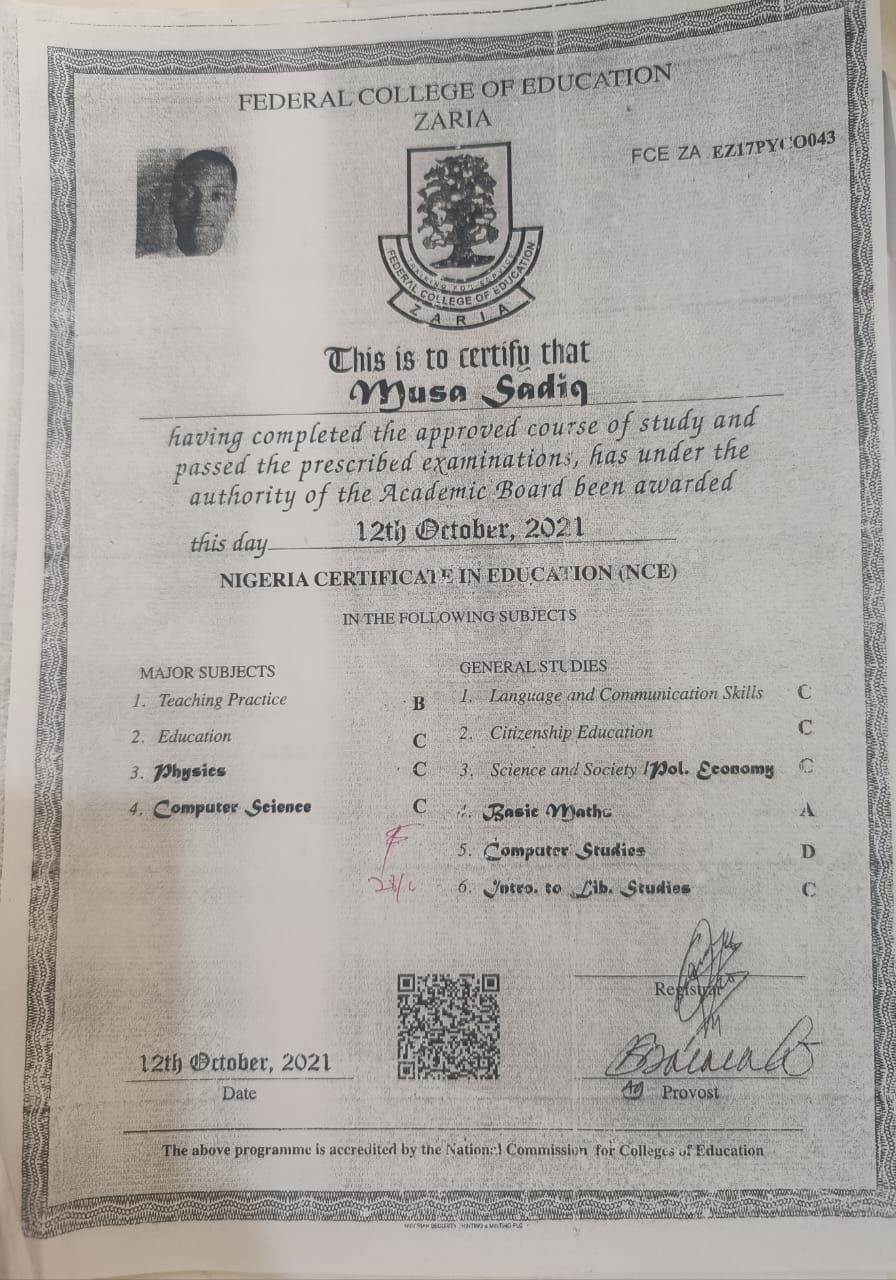 FEDERAL COLLEGE OF EDUCATION
ZARIA
FCE ZA EZ17PYCO043
TRAINING FOR SERVICE
FEDERAL COLLEGE OF EDUCATION
ZARIA
This is to certify that
Musa Sadiq
having completed the approved course of study and
passed the prescribed examinations, has under the
authority of the Academic Board been awarded
this day 12th October, 2021
NIGERIA CERTIFICATE IN EDUCATION (NCE)
IN THE FOLLOWING SUBJECTS
MAJOR SUBJECTS
1. Teaching Practice B
2. Education C
3. Physics C
4. Computer Science C
GENERAL STUDIES
1. Language and Communication Skills C
2. Citizenship Education C
3. Science and Society /Pol. Economy C
4. Basic Maths A
5. Computer Studies D
6. Intro. to Lib. Studies C
Registrar
12th October, 2021
Date
Ag Provost
The above programme is accredited by the National Commission for Colleges of Education